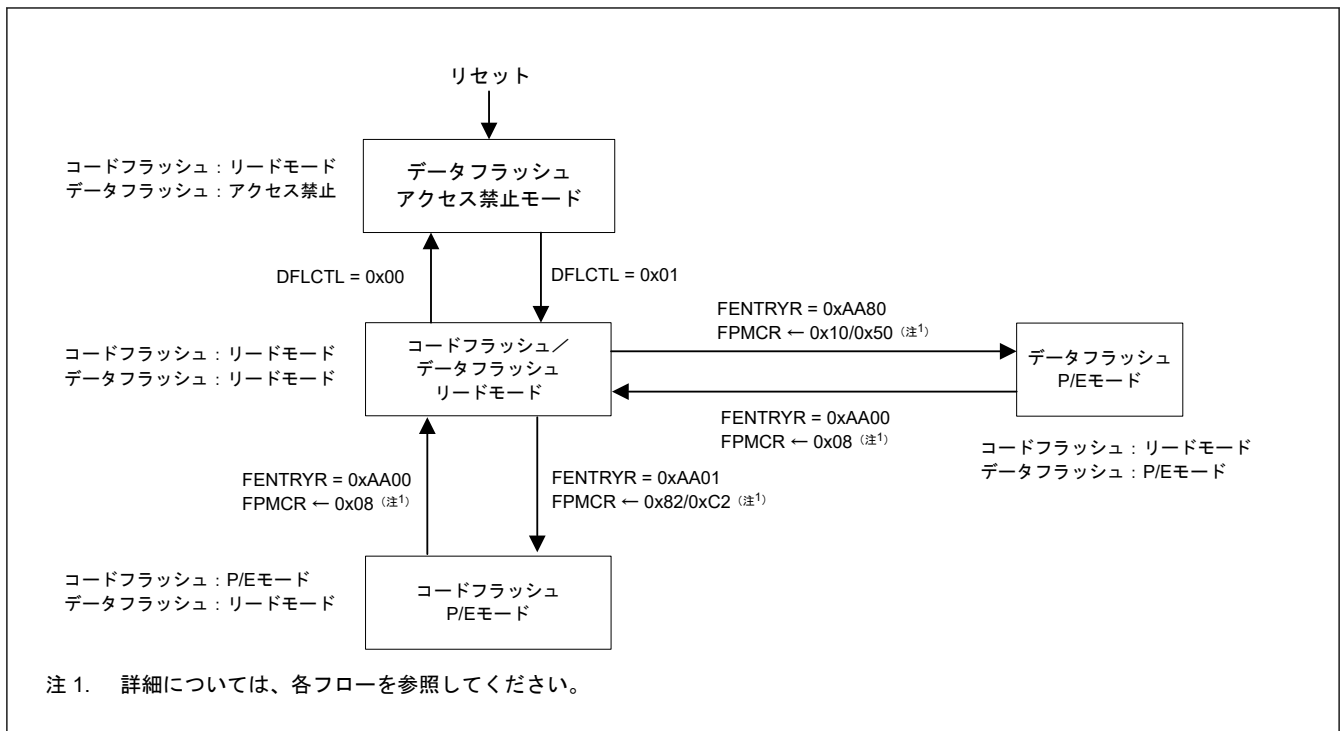 リセット
コードフラッシュ：リードモード
データフラッシュ：アクセス禁止
データフラッシュ
アクセス禁止モード
DFLCTL = 0x00
DFLCTL = 0x01
コードフラッシュ：リードモード
データフラッシュ：リードモード
コードフラッシュ／
データフラッシュ
リードモード
FENTRYR = 0xAA80
FPMCR ← 0x10/0x50（注1）
データフラッシュ
P/Eモード
FENTRYR = 0xAA00
FPMCR ← 0x08（注1）
コードフラッシュ：リードモード
データフラッシュ：P/Eモード
FENTRYR = 0xAA00
FPMCR ← 0x08（注1）
FENTRYR = 0xAA01
FPMCR ← 0x82/0xC2（注1）
コードフラッシュ：P/Eモード
データフラッシュ：リードモード
コードフラッシュ
P/Eモード
注 1. 詳細については、各フローを参照してください。